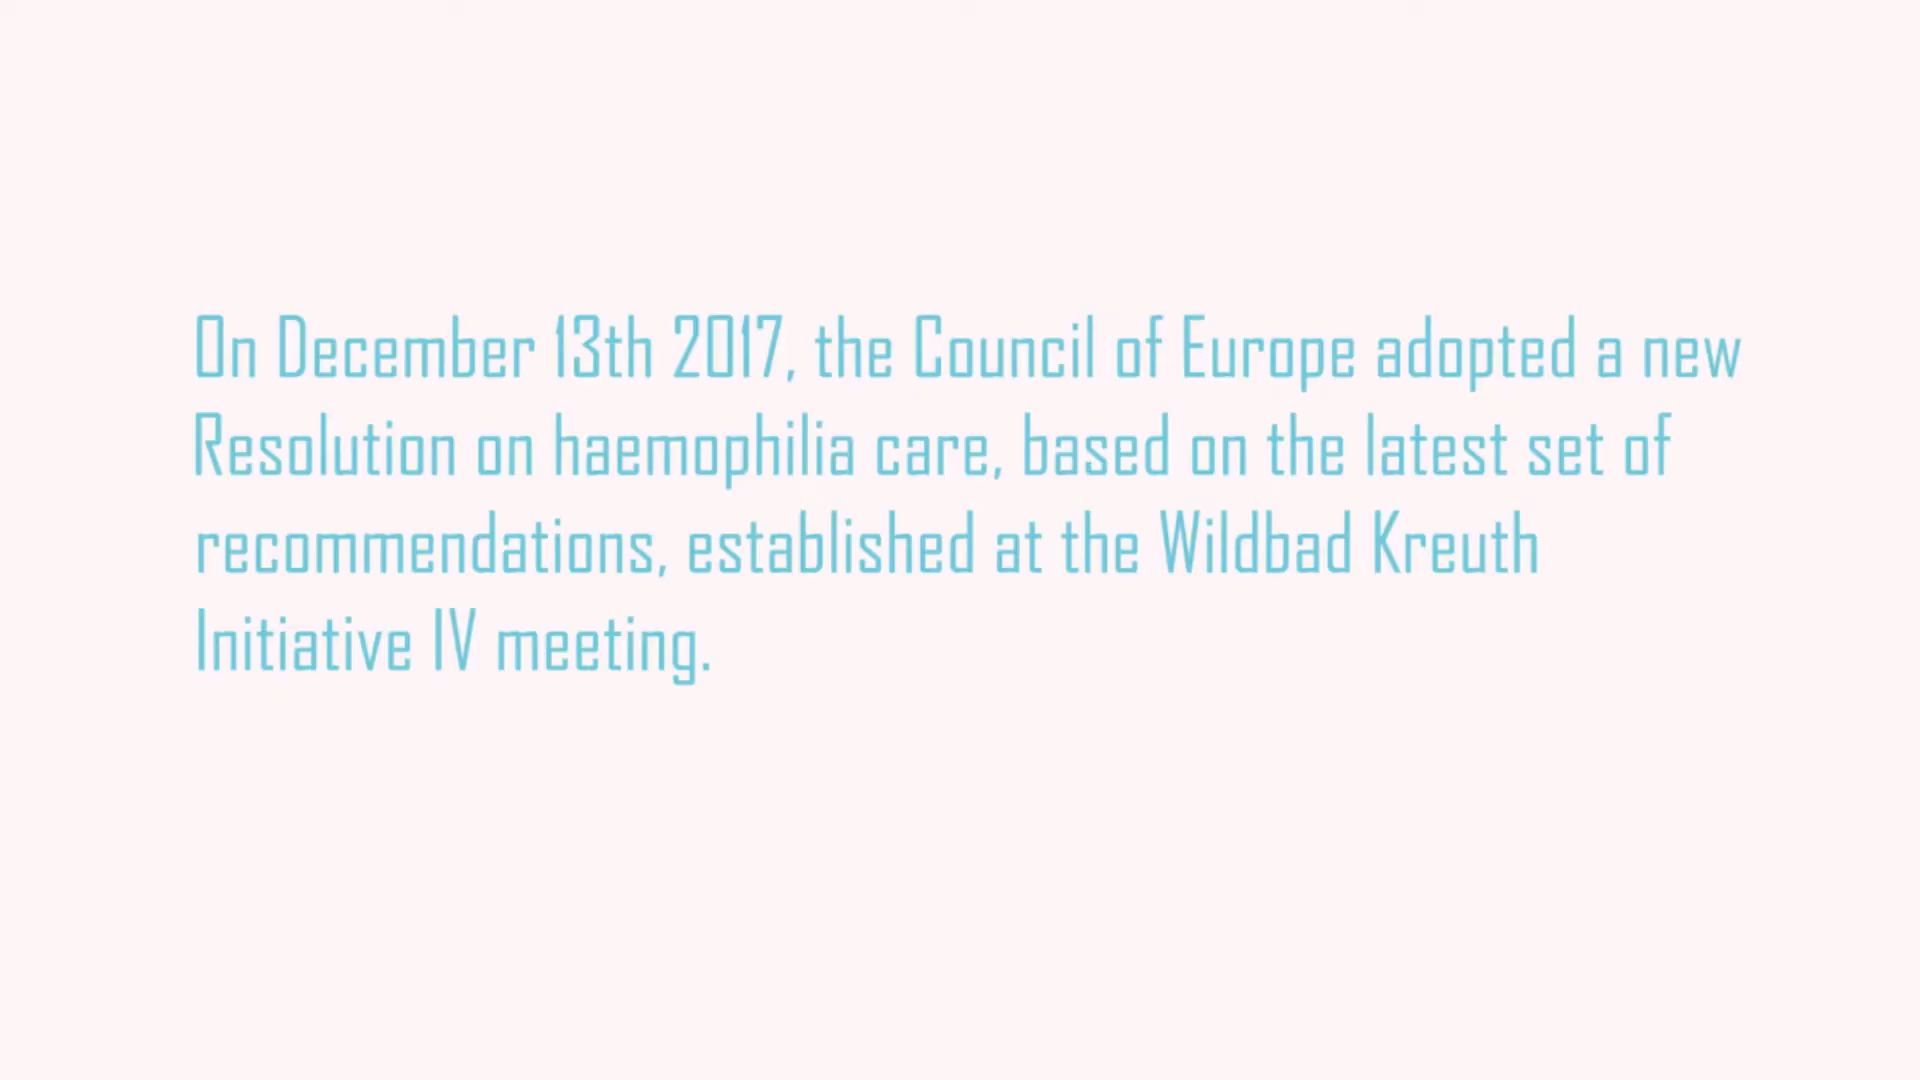 On December 13th 2017, the Council of Europe adopted a new
Resolution on haemophilia care, based on the latest set of
recommendations, established at the Wildbad Kreuth
Initiative IV meeting.